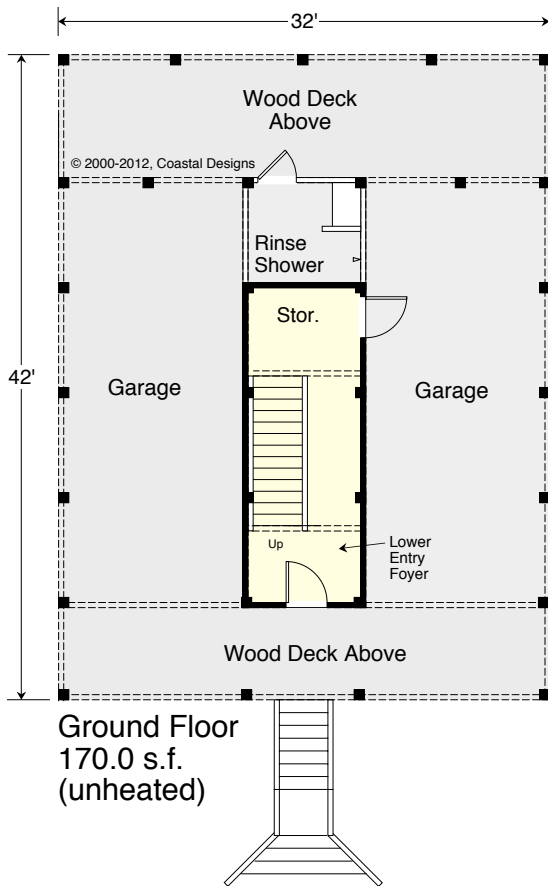 32'
Wood Deck
Above
© 2000-2012, Coastal Designs
Rinse
Shower
Stor.
42'
Garage
Garage
Up
Lower
Entry
Foyer
Wood Deck Above
Ground Floor
170.0 s.f.
(unheated)